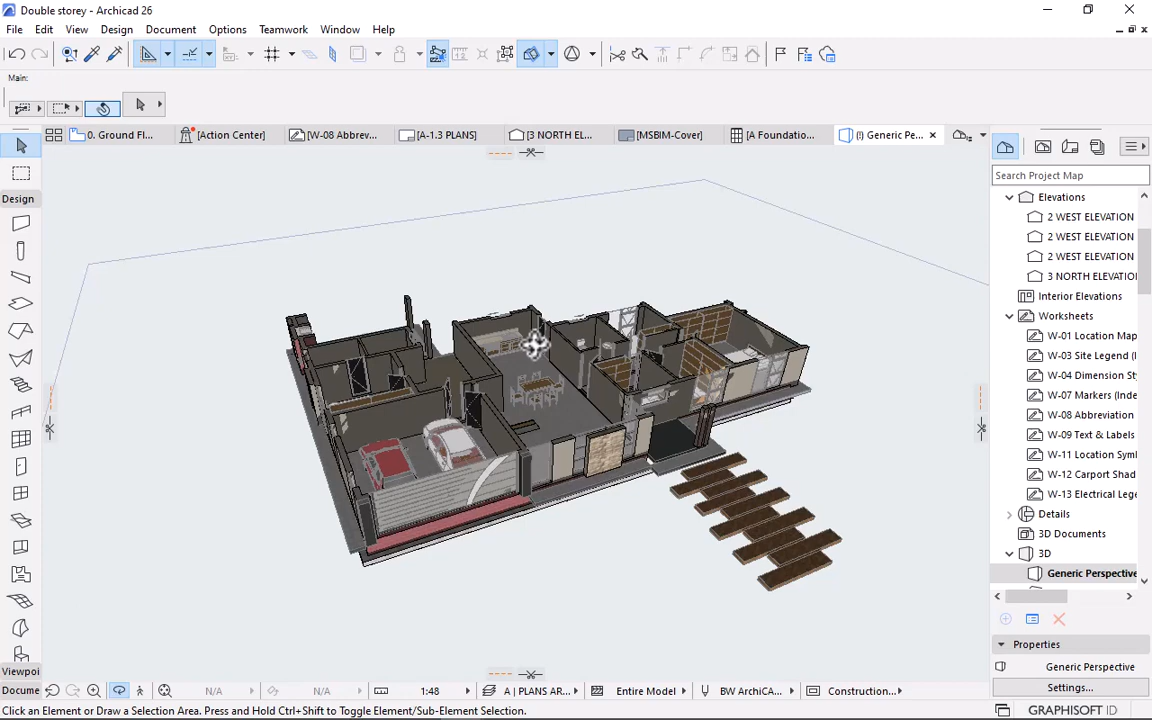 Double storey - Archicad 26
File Edit View Design Options Document Teamwork Window Help
Main:
0. Ground Fl... [Action Center] [W-08 Abbrev... [A-1.3 PLANS] [3 NORTH EL... [MSBIM-Cover] [A Foundatio... (!) Generic Pe...
Search Project Map
Design
Elevations
2 WEST ELEVATION
2 WEST ELEVATION
2 WEST ELEVATION
3 NORTH ELEVATIO
Interior Elevations
Worksheets
W-01 Location Map
W-03 Site Legend (I
W-04 Dimension St
W-07 Markers (Inde
W-08 Abbreviation
W-09 Text & Labels
W-11 Location Sym
W-12 Carport Shad
W-13 Electrical Lege
Details
3D Documents
3D
Generic Perspective
Properties
Generic Perspective
Settings...
Viewpoi
Docume
N/A N/A 1:48 A | PLANS AR... Entire Model BW ArchiCA... Construction...
Click an Element or Draw a Selection Area. Press and Hold Ctrl+Shift to Toggle Element/Sub-Element Selection.
GRAPHISOFT ID